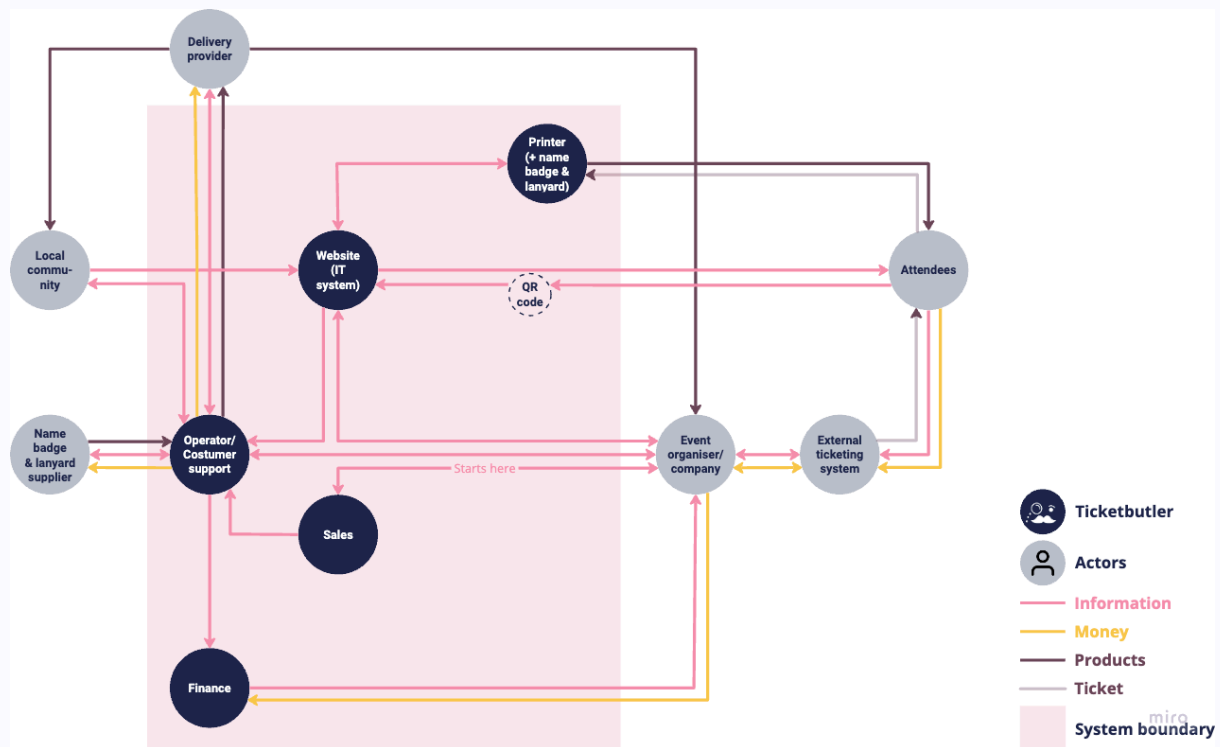 Delivery
provider
Printer
(+ name
badge &
lanyard)
Local
commu-
nity
Website
(IT
system)
QR
code
Attendees
Name
badge
& lanyard
supplier
Operator/
Costumer
support
Event
organiser/
company
External
ticketing
system
Starts here
Sales
Finance
Ticketbutler
Actors
Information
Money
Products
Ticket
System boundary
miro